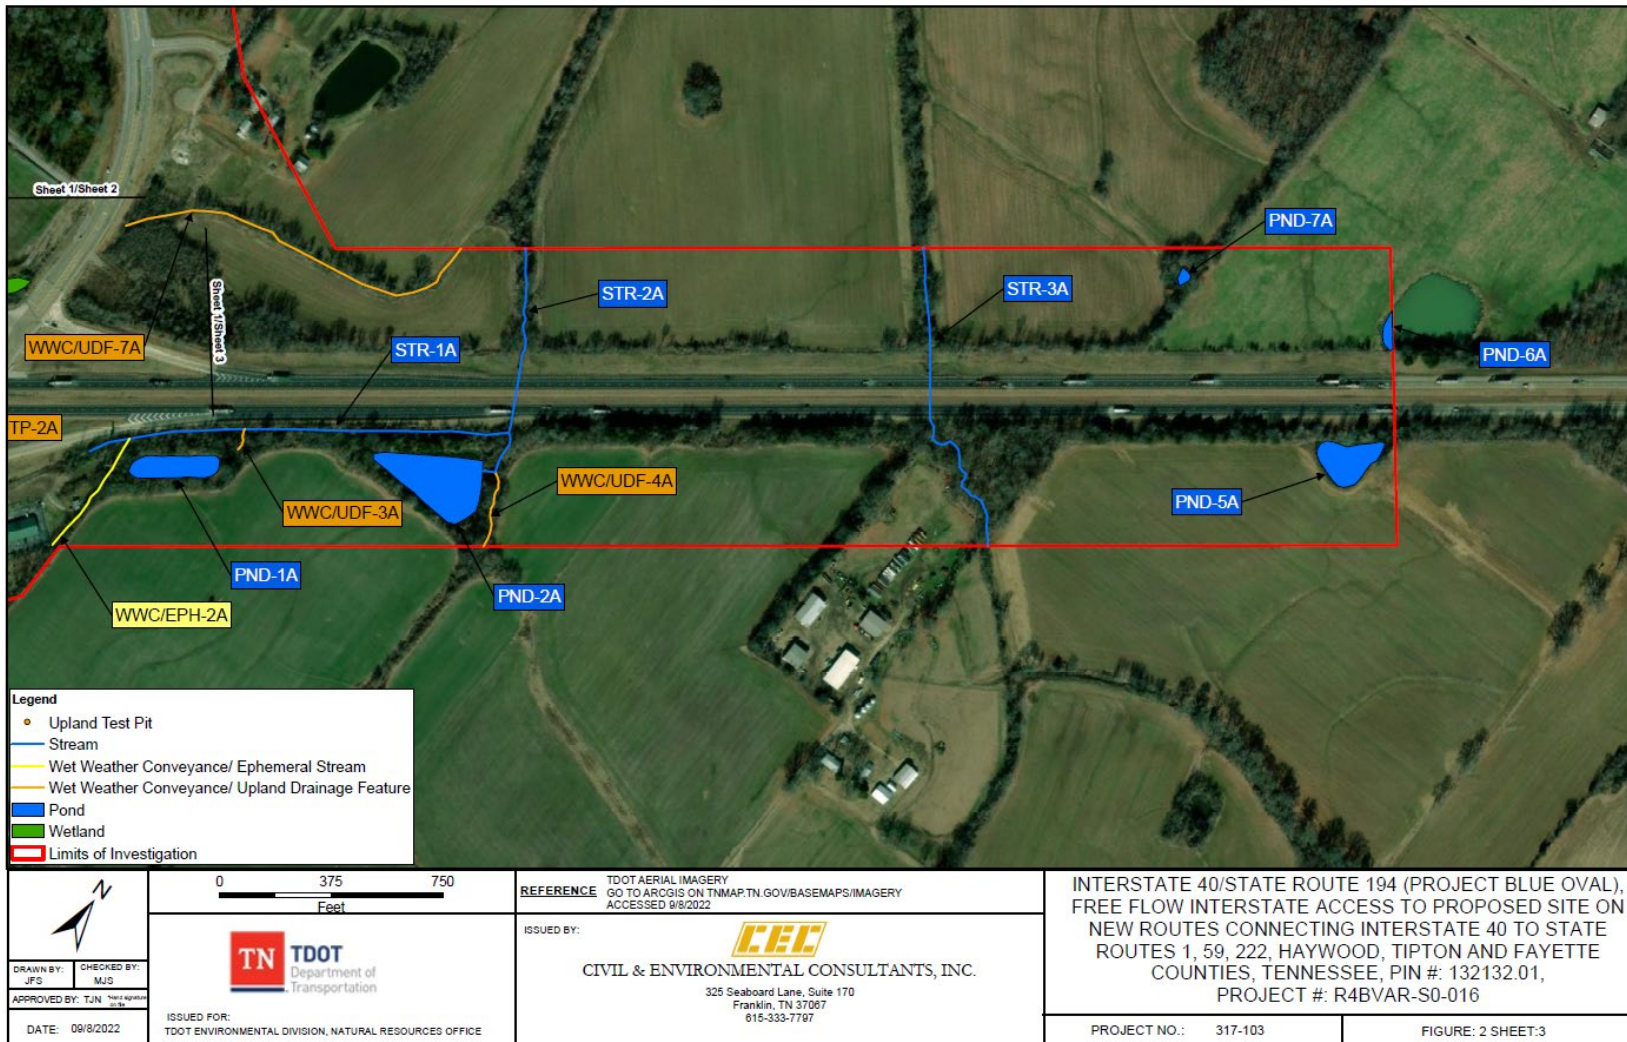 Sheet 1/Sheet 2
PND-7A
STR-2A
STR-3A
Sheet 1/Sheet 3
WWC/UDF-7A
STR-1A
PND-6A
TP-2A
WWC/UDF-4A
PND-5A
WWC/UDF-3A
PND-1A
PND-2A
WWC/EPH-2A
Legend
Upland Test Pit
Stream
Wet Weather Conveyance/ Ephemeral Stream
Wet Weather Conveyance/ Upland Drainage Feature
Pond
Wetland
Limits of Investigation
N
DRAWN BY:
JFS
CHECKED BY:
MJS
APPROVED BY: TJN *Hand signature
on file
DATE: 09/8/2022
0 375 750
Feet
TN TDOT
Department of
Transportation
ISSUED FOR:
TDOT ENVIRONMENTAL DIVISION, NATURAL RESOURCES OFFICE
REFERENCE
TDOT AERIAL IMAGERY
GO TO ARCGIS ON TNMAP.TN.GOV/BASEMAPS/IMAGERY
ACCESSED 9/8/2022
ISSUED BY:
CEC
CIVIL & ENVIRONMENTAL CONSULTANTS, INC.
325 Seaboard Lane, Suite 170
Franklin, TN 37067
615-333-7797
INTERSTATE 40/STATE ROUTE 194 (PROJECT BLUE OVAL),
FREE FLOW INTERSTATE ACCESS TO PROPOSED SITE ON
NEW ROUTES CONNECTING INTERSTATE 40 TO STATE
ROUTES 1, 59, 222, HAYWOOD, TIPTON AND FAYETTE
COUNTIES, TENNESSEE, PIN #: 132132.01,
PROJECT #: R4BVAR-S0-016
PROJECT NO.: 317-103
FIGURE: 2 SHEET:3